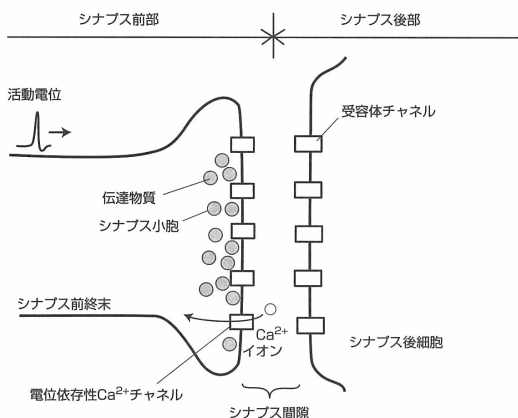 シナプス前部
シナプス後部
活動電位
受容体チャネル
伝達物質
シナプス小胞
シナプス前終末
Ca²⁺
イオン
シナプス後細胞
電位依存性Ca²⁺チャネル
シナプス間隙